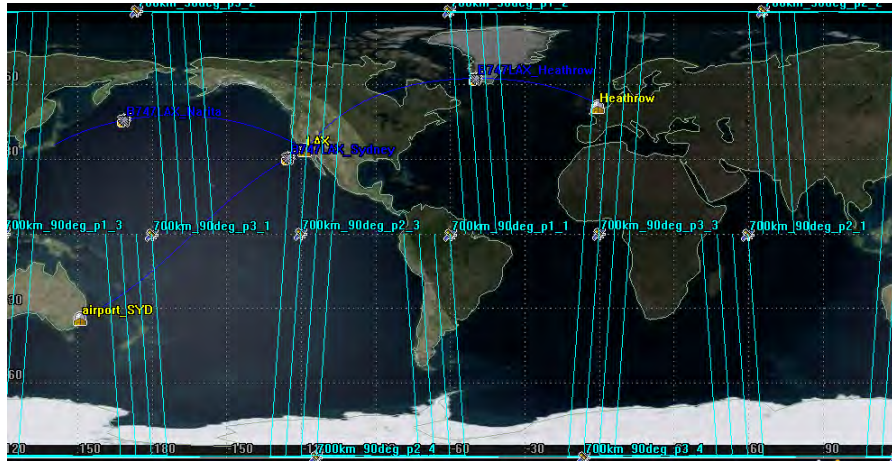 700km_90deg_p3_2
700km_90deg_p1_2
700km_90deg_p2_2
60
B747LAX_Heathrow
Heathrow
B747LAX_Narita
LAX
B747LAX_Sydney
30
700km_90deg_p1_3
700km_90deg_p3_1
700km_90deg_p2_3
700km_90deg_p1_1
700km_90deg_p3_3
700km_90deg_p2_1
30
airport_SYD
60
120
150
180
-150
-60
-30
60
90
700km_90deg_p2_4
700km_90deg_p3_4